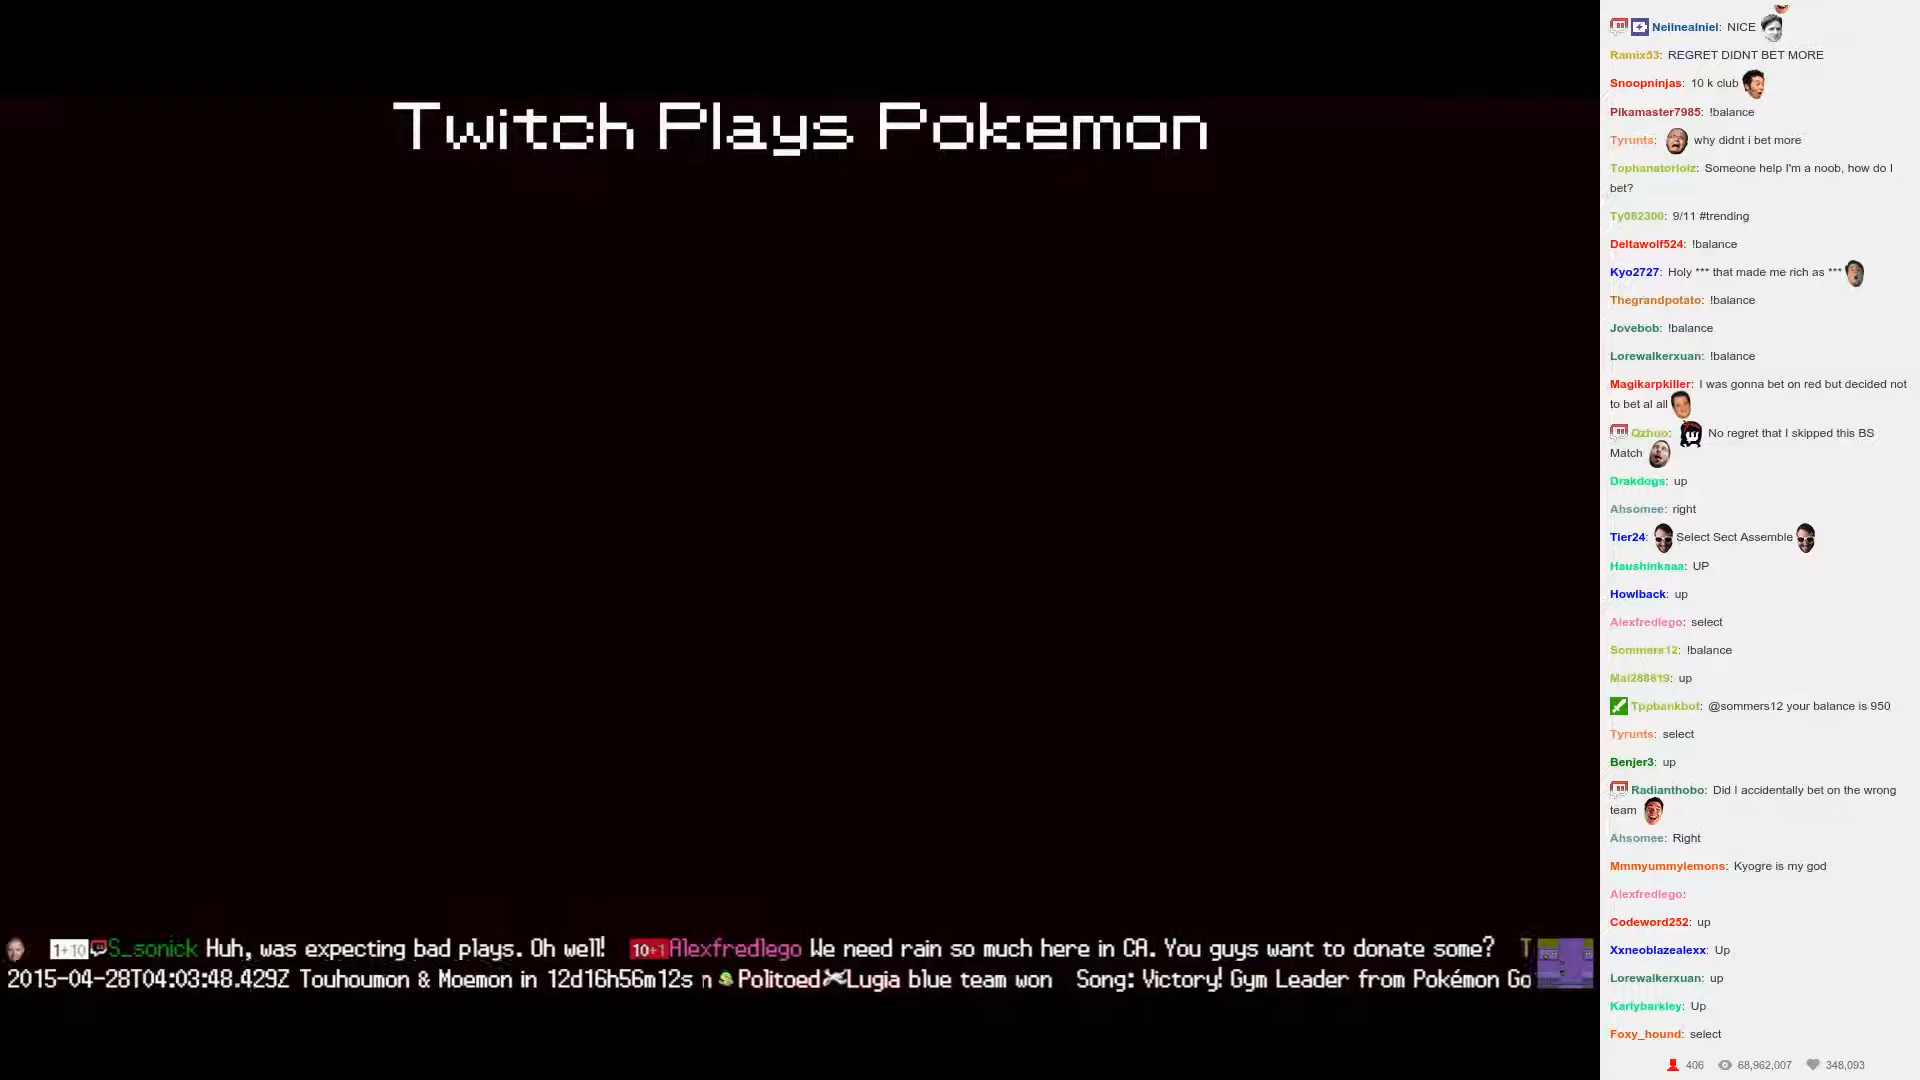 Twitch Plays Pokemon
1+10 S_sonick Huh, was expecting bad plays. Oh well! 10+1 Alexfredlego We need rain so much here in CA. You guys want to donate some? T
2015-04-28T04:03:48.429Z Touhoumon & Moemon in 12d16h56m12s n Politoed Lugia blue team won Song: Victory! Gym Leader from Pokémon Go
Neilnealniel: NICE
Ramix53: REGRET DIDNT BET MORE
Snoopninjas: 10 k club
Pikamaster7985: !balance
Tyrunts: why didnt i bet more
Tophanatorlolz: Someone help I'm a noob, how do I
bet?
Ty082300: 9/11 #trending
Deltawolf524: !balance
Kyo2727: Holy *** that made me rich as ***
Thegrandpotato: !balance
Jovebob: !balance
Lorewalkerxuan: !balance
Magikarpkiller: I was gonna bet on red but decided not
to bet al all
Qzhuo: No regret that I skipped this BS
Match
Drakdogs: up
Ahsomee: right
Tier24: Select Sect Assemble
Haushinkaaa: UP
Howlback: up
Alexfredlego: select
Sommers12: !balance
Mai288619: up
Tppbankbot: @sommers12 your balance is 950
Tyrunts: select
Benjer3: up
Radianthobo: Did I accidentally bet on the wrong
team
Ahsomee: Right
Mmmyummylemons: Kyogre is my god
Alexfredlego:
Codeword252: up
Xxneoblazealexx: Up
Lorewalkerxuan: up
Karlybarkley: Up
Foxy_hound: select
406 68,962,007 348,093